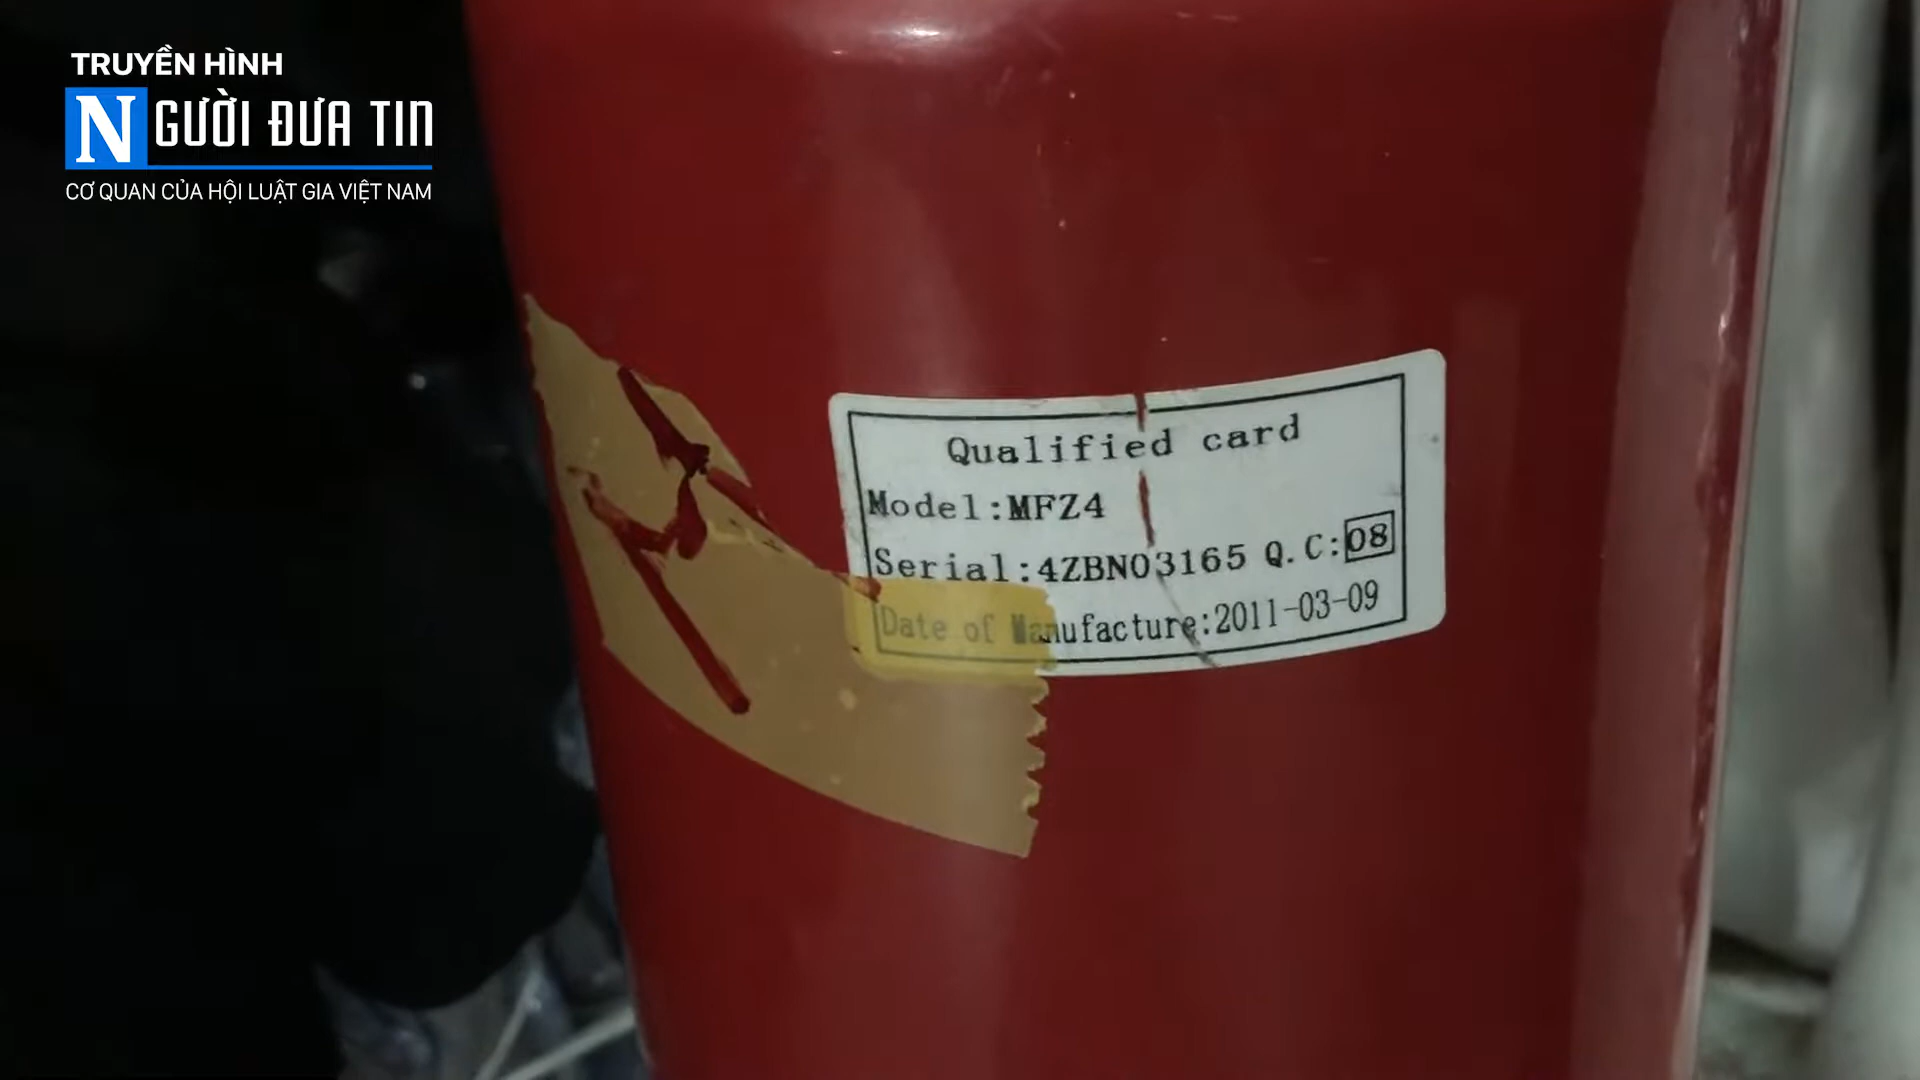 TRUYỀN HÌNH
NGƯỜI ĐƯA TIN
CƠ QUAN CỦA HỘI LUẬT GIA VIỆT NAM
Qualified card
Model:MFZ4
Serial:4ZBN03165 Q.C:08
Date of Manufacture:2011-03-09